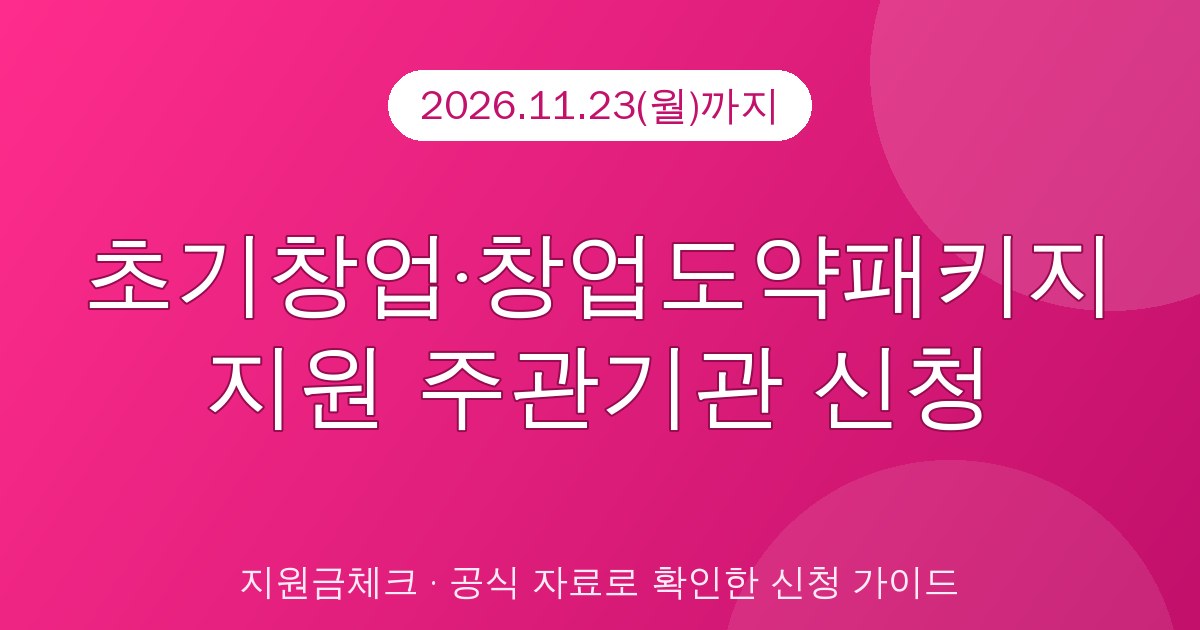 2026.11.23(월)까지
초기창업·창업도약패키지
지원 주관기관 신청
지원금체크 · 공식 자료로 확인한 신청 가이드